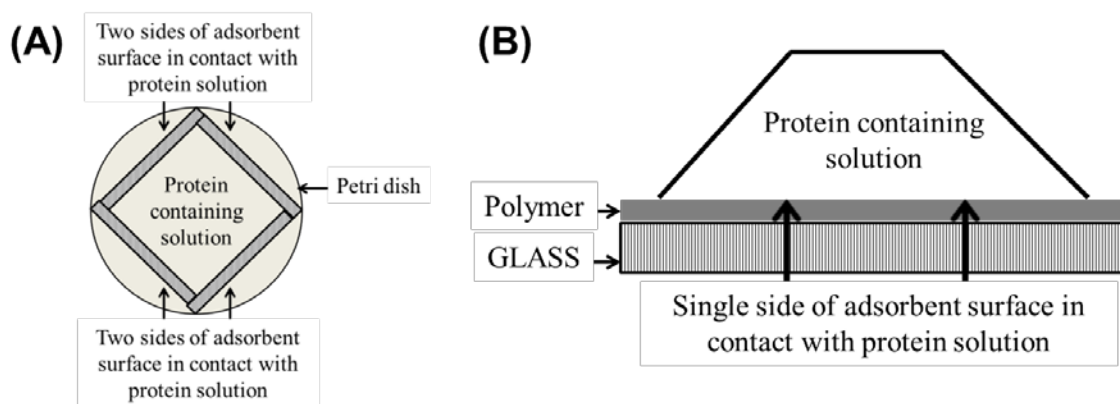 (A)
Two sides of adsorbent
surface in contact with
protein solution
Protein
containing
solution
Petri dish
Two sides of adsorbent
surface in contact with
protein solution
(B)
Protein containing
solution
Polymer
GLASS
Single side of adsorbent surface in
contact with protein solution